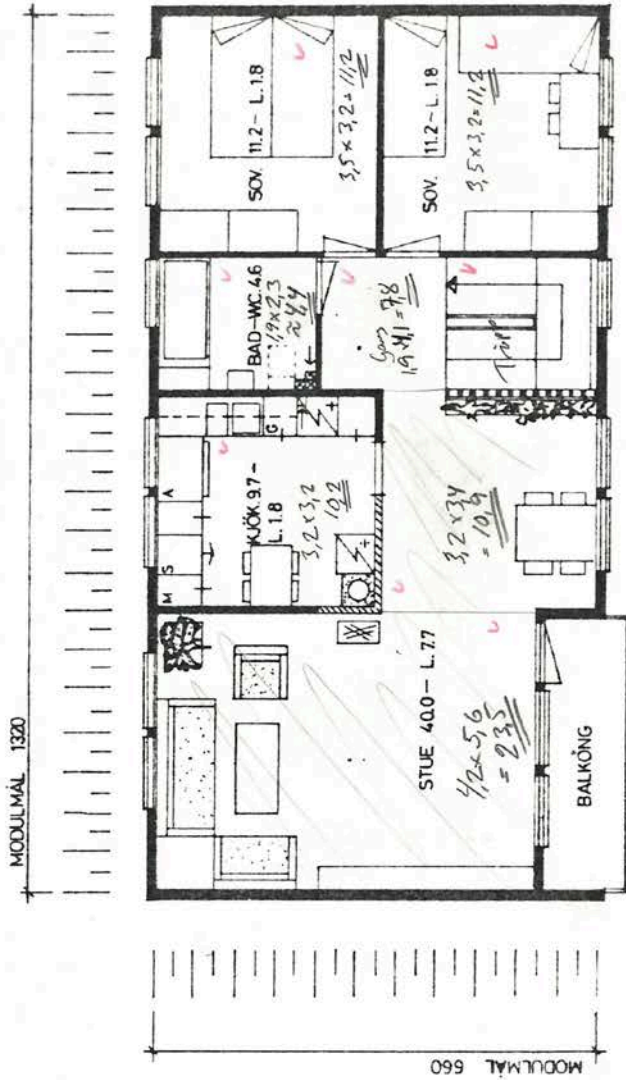 MODULMÅL 1320
MODULMÅL 660
SOV. 11.2 - L. 1.8
3,5 x 3,2 = 11,2
SOV. 11.2 - L. 1.8
3,5 x 3,2 = 11,2
BAD-WC. 4.6
1,9 x 2,3
≈ 4,4
Gang
1,9 x 4,1 = 7,8
Trapp
M S A
KJÖK. 9.7 -
L. 1.8
3,2 x 3,2
10,2
G
3,2 x 3,4
= 10,9
STUE 40.0 - L. 7.7
4,2 x 5,6
= 23,5
BALKÓNG